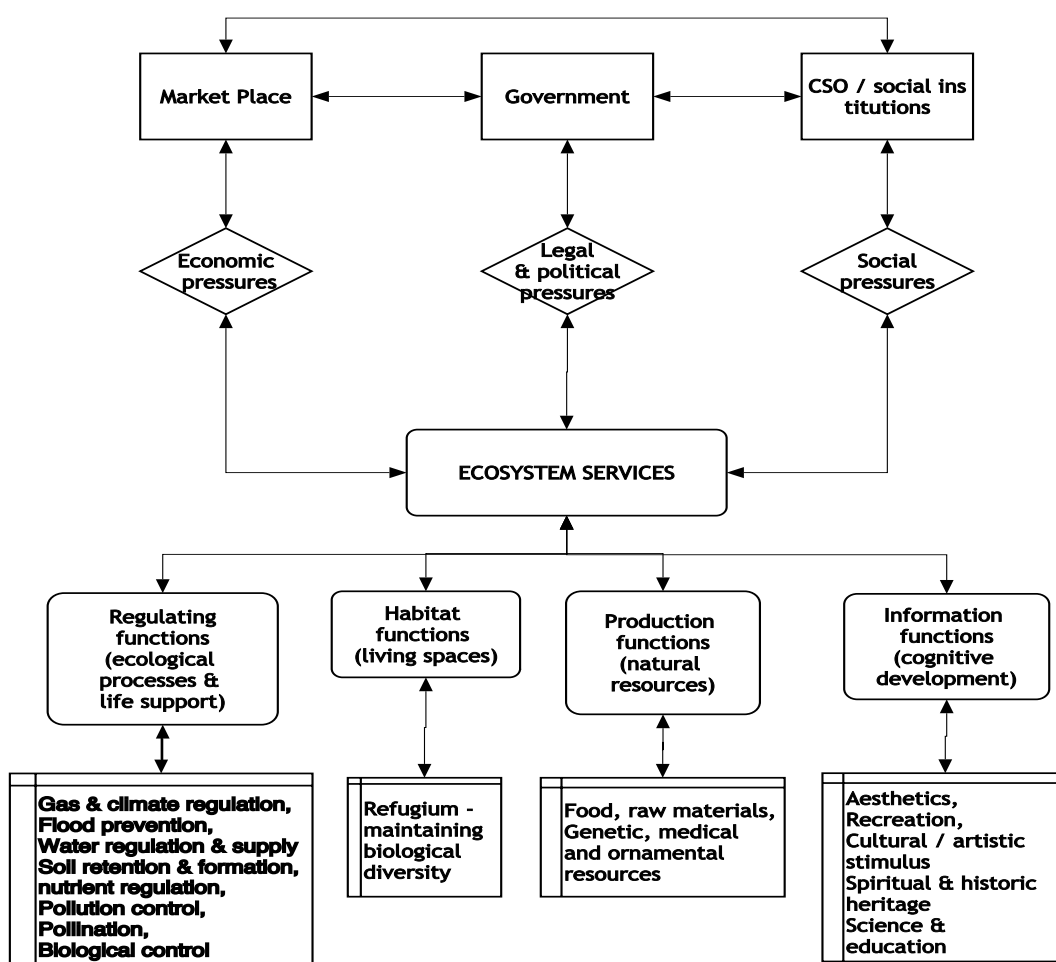 Market Place
Government
CSO / social ins
titutions
Economic
pressures
Legal
& political
pressures
Social
pressures
ECOSYSTEM SERVICES
Regulating
functions
(ecological
processes &
life support)
Habitat
functions
(living spaces)
Production
functions
(natural
resources)
Information
functions
(cognitive
development)
Gas & climate regulation,
Flood prevention,
Water regulation & supply
Soil retention & formation,
nutrient regulation,
Pollution control,
Pollination,
Biological control
Refugium -
maintaining
biological
diversity
Food, raw materials,
Genetic, medical
and ornamental
resources
Aesthetics,
Recreation,
Cultural / artistic
stimulus
Spiritual & historic
heritage
Science &
education